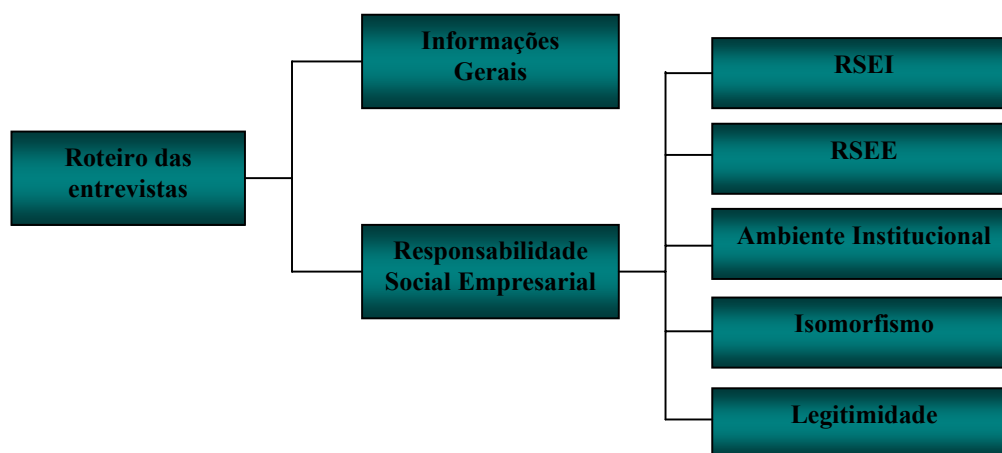 Roteiro das
entrevistas
Informações
Gerais
Responsabilidade
Social Empresarial
RSEI
RSEE
Ambiente Institucional
Isomorfismo
Legitimidade